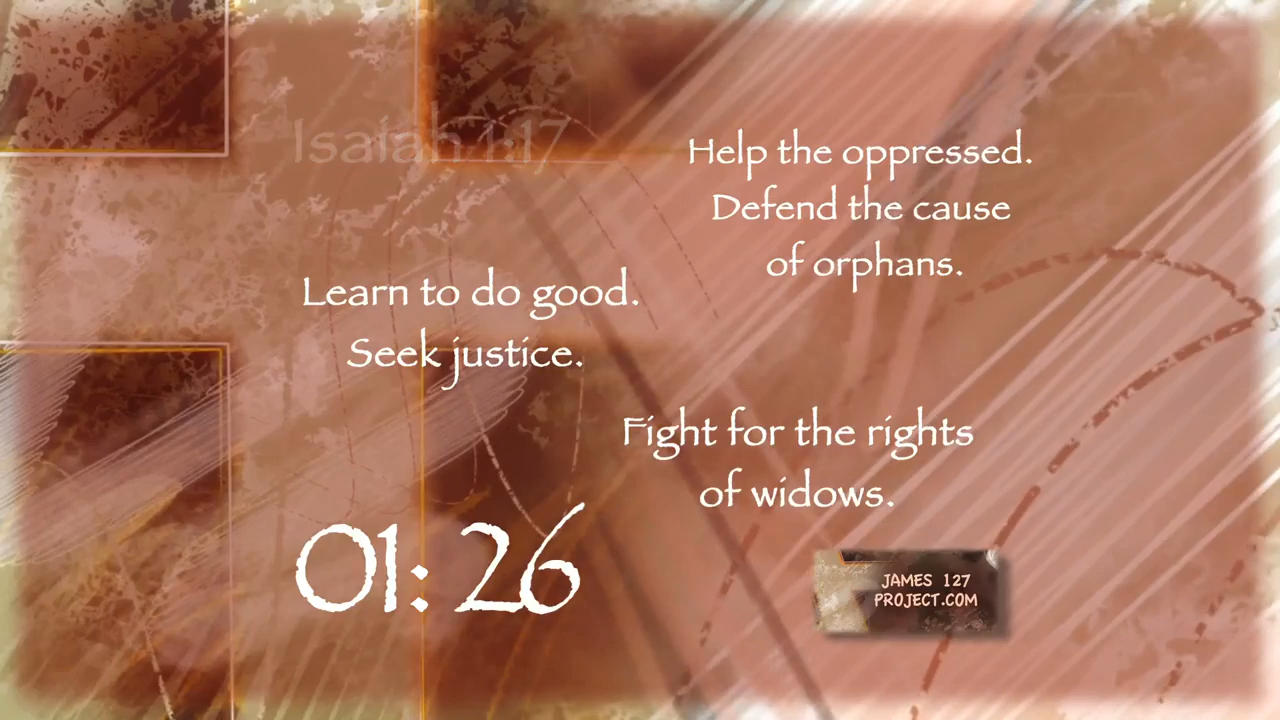 Isaiah 1:17
Learn to do good.
Seek justice.
Help the oppressed.
Defend the cause
of orphans.
Fight for the rights
of widows.
01:26
JAMES 127
PROJECT.COM